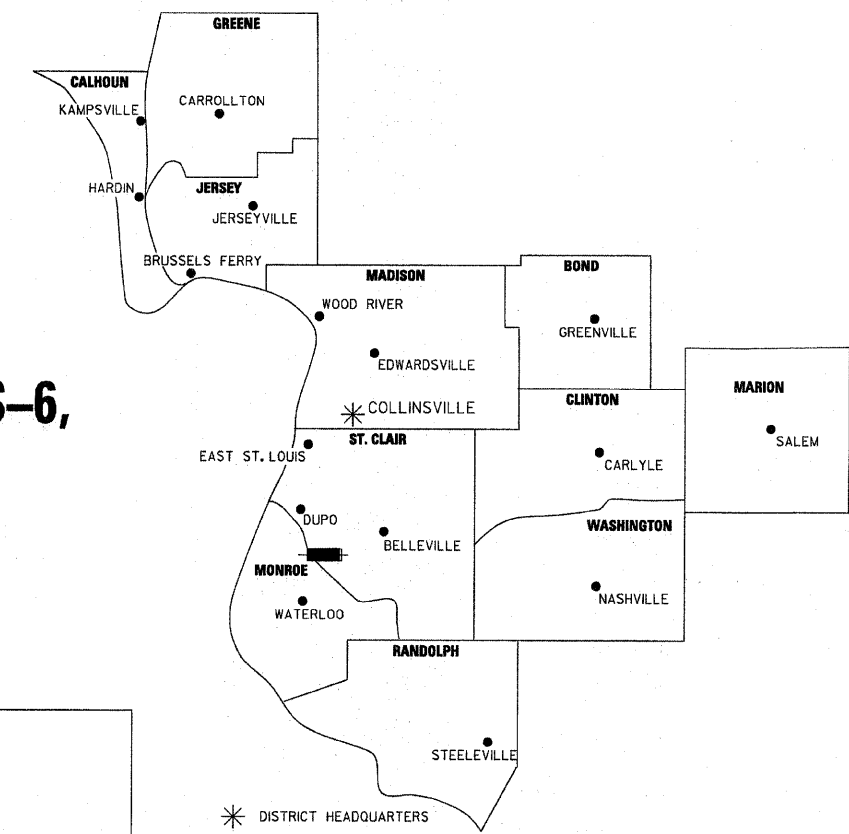 GREENE
CALHOUN
KAMPSVILLE
CARROLLTON
HARDIN
JERSEY
JERSEYVILLE
BRUSSELS FERRY
MADISON
BOND
WOOD RIVER
GREENVILLE
EDWARDSVILLE
MARION
–6,
COLLINSVILLE
CLINTON
ST. CLAIR
SALEM
EAST ST. LOUIS
CARLYLE
DUPO
WASHINGTON
BELLEVILLE
MONROE
NASHVILLE
WATERLOO
RANDOLPH
STEELEVILLE
DISTRICT HEADQUARTERS